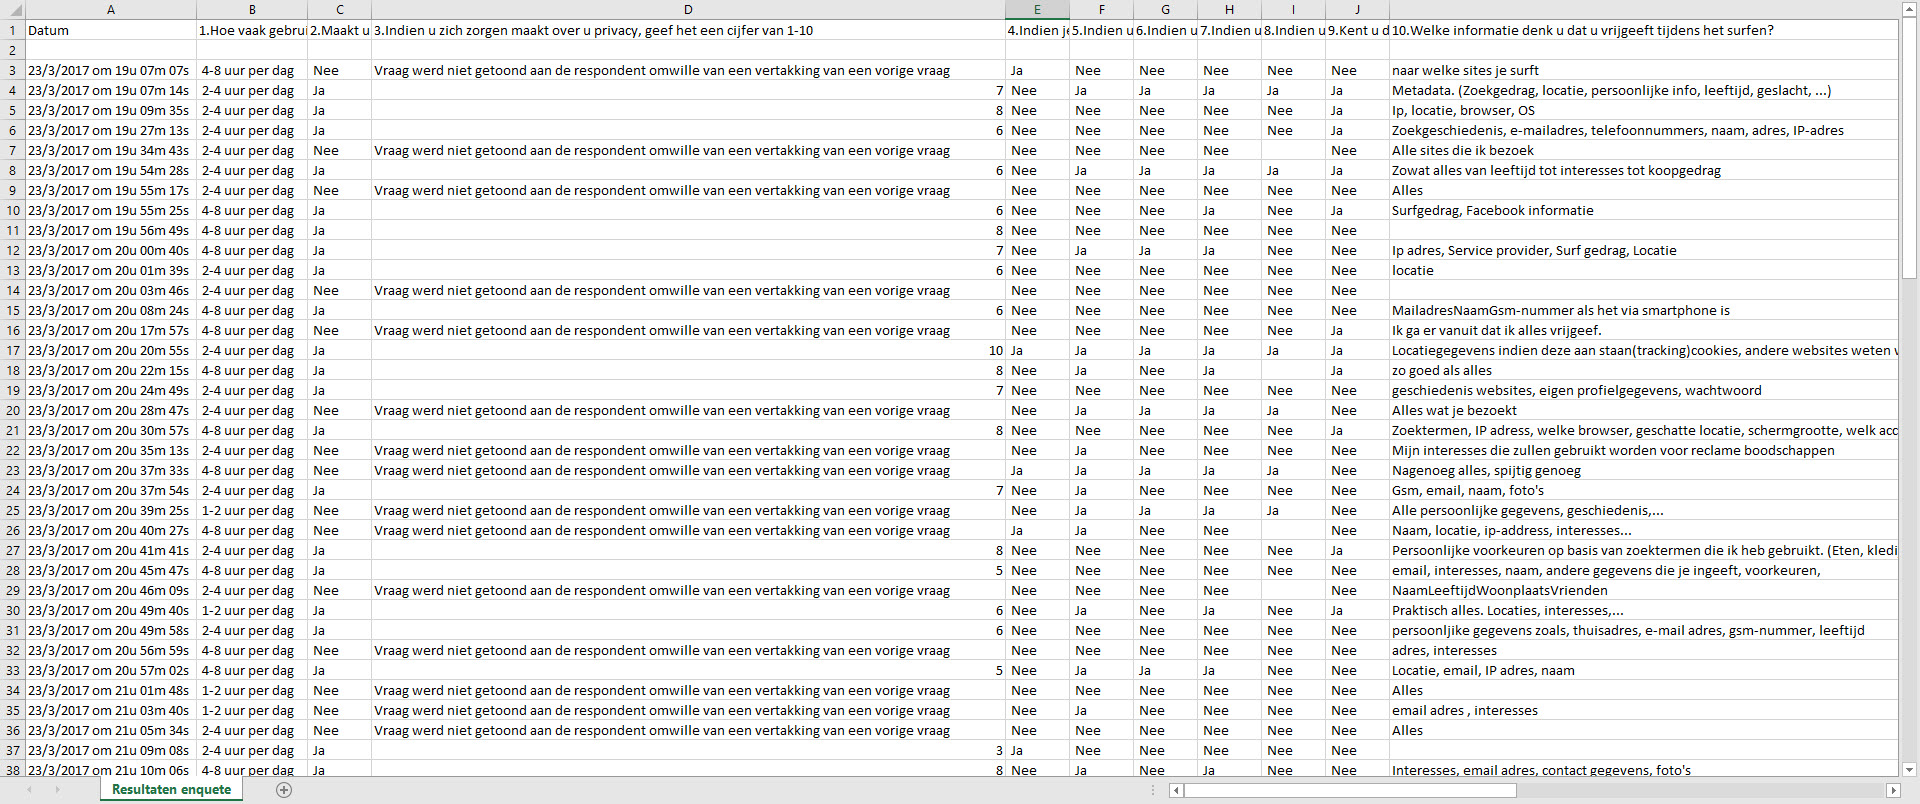 A B C D E F G H I J
1 Datum 1.Hoe vaak gebrui 2.Maakt u 3.Indien u zich zorgen maakt over u privacy, geef het een cijfer van 1-10 4.Indien je 5.Indien u 6.Indien u 7.Indien u 8.Indien u 9.Kent u d 10.Welke informatie denk u dat u vrijgeeft tijdens het surfen?
2
3 23/3/2017 om 19u 07m 07s 4-8 uur per dag Nee Vraag werd niet getoond aan de respondent omwille van een vertakking van een vorige vraag Ja Nee Nee Nee Nee Nee naar welke sites je surft
4 23/3/2017 om 19u 07m 14s 2-4 uur per dag Ja 7 Nee Ja Ja Ja Ja Ja Metadata. (Zoekgedrag, locatie, persoonlijke info, leeftijd, geslacht, ...)
5 23/3/2017 om 19u 09m 35s 2-4 uur per dag Ja 8 Nee Nee Nee Nee Nee Ja Ip, locatie, browser, OS
6 23/3/2017 om 19u 27m 13s 2-4 uur per dag Ja 6 Nee Nee Nee Nee Nee Ja Zoekgeschiedenis, e-mailadres, telefoonnummers, naam, adres, IP-adres
7 23/3/2017 om 19u 34m 43s 2-4 uur per dag Nee Vraag werd niet getoond aan de respondent omwille van een vertakking van een vorige vraag Nee Nee Nee Nee Nee Alle sites die ik bezoek
8 23/3/2017 om 19u 54m 28s 2-4 uur per dag Ja 6 Nee Ja Ja Ja Ja Ja Zowat alles van leeftijd tot interesses tot koopgedrag
9 23/3/2017 om 19u 55m 17s 2-4 uur per dag Nee Vraag werd niet getoond aan de respondent omwille van een vertakking van een vorige vraag Nee Nee Nee Nee Nee Nee Alles
10 23/3/2017 om 19u 55m 25s 4-8 uur per dag Ja 6 Nee Nee Nee Ja Nee Ja Surfgedrag, Facebook informatie
11 23/3/2017 om 19u 56m 49s 4-8 uur per dag Ja 8 Nee Nee Nee Nee Nee Nee
12 23/3/2017 om 20u 00m 40s 4-8 uur per dag Ja 7 Nee Ja Ja Ja Nee Nee Ip adres, Service provider, Surf gedrag, Locatie
13 23/3/2017 om 20u 01m 39s 2-4 uur per dag Ja 6 Nee Nee Nee Nee Nee Nee locatie
14 23/3/2017 om 20u 03m 46s 2-4 uur per dag Nee Vraag werd niet getoond aan de respondent omwille van een vertakking van een vorige vraag Nee Nee Nee Nee Nee Nee
15 23/3/2017 om 20u 08m 24s 4-8 uur per dag Ja 6 Nee Nee Nee Nee Nee Nee MailadresNaamGsm-nummer als het via smartphone is
16 23/3/2017 om 20u 17m 57s 4-8 uur per dag Nee Vraag werd niet getoond aan de respondent omwille van een vertakking van een vorige vraag Nee Nee Nee Nee Nee Ja Ik ga er vanuit dat ik alles vrijgeef.
17 23/3/2017 om 20u 20m 55s 2-4 uur per dag Ja 10 Ja Ja Ja Ja Ja Ja Locatiegegevens indien deze aan staan(tracking)cookies, andere websites weten
18 23/3/2017 om 20u 22m 15s 4-8 uur per dag Ja 8 Nee Ja Nee Ja Ja zo goed als alles
19 23/3/2017 om 20u 24m 49s 2-4 uur per dag Ja 7 Nee Nee Nee Nee Nee Nee geschiedenis websites, eigen profielgegevens, wachtwoord
20 23/3/2017 om 20u 28m 47s 2-4 uur per dag Nee Vraag werd niet getoond aan de respondent omwille van een vertakking van een vorige vraag Nee Ja Ja Ja Ja Nee Alles wat je bezoekt
21 23/3/2017 om 20u 30m 57s 4-8 uur per dag Ja 8 Nee Nee Nee Nee Nee Ja Zoektermen, IP adress, welke browser, geschatte locatie, schermgrootte, welk acc
22 23/3/2017 om 20u 35m 13s 2-4 uur per dag Nee Vraag werd niet getoond aan de respondent omwille van een vertakking van een vorige vraag Nee Ja Nee Nee Nee Nee Mijn interesses die zullen gebruikt worden voor reclame boodschappen
23 23/3/2017 om 20u 37m 33s 4-8 uur per dag Nee Vraag werd niet getoond aan de respondent omwille van een vertakking van een vorige vraag Ja Ja Ja Ja Ja Nee Nagenoeg alles, spijtig genoeg
24 23/3/2017 om 20u 37m 54s 2-4 uur per dag Ja 7 Nee Ja Nee Nee Nee Nee Gsm, email, naam, foto's
25 23/3/2017 om 20u 39m 25s 1-2 uur per dag Nee Vraag werd niet getoond aan de respondent omwille van een vertakking van een vorige vraag Nee Ja Ja Ja Ja Nee Alle persoonlijke gegevens, geschiedenis,...
26 23/3/2017 om 20u 40m 27s 4-8 uur per dag Nee Vraag werd niet getoond aan de respondent omwille van een vertakking van een vorige vraag Ja Ja Nee Nee Nee Naam, locatie, ip-address, interesses...
27 23/3/2017 om 20u 41m 41s 2-4 uur per dag Ja 8 Nee Nee Nee Nee Nee Ja Persoonlijke voorkeuren op basis van zoektermen die ik heb gebruikt. (Eten, kledi
28 23/3/2017 om 20u 45m 47s 4-8 uur per dag Ja 5 Nee Nee Nee Nee Nee Nee email, interesses, naam, andere gegevens die je ingeeft, voorkeuren,
29 23/3/2017 om 20u 46m 09s 2-4 uur per dag Nee Vraag werd niet getoond aan de respondent omwille van een vertakking van een vorige vraag Nee Nee Nee Nee Nee NaamLeeftijdWoonplaatsVrienden
30 23/3/2017 om 20u 49m 40s 1-2 uur per dag Ja 6 Nee Ja Nee Ja Nee Ja Praktisch alles. Locaties, interesses,...
31 23/3/2017 om 20u 49m 58s 2-4 uur per dag Ja 6 Nee Nee Nee Nee Nee Nee persoonljike gegevens zoals, thuisadres, e-mail adres, gsm-nummer, leeftijd
32 23/3/2017 om 20u 56m 59s 4-8 uur per dag Nee Vraag werd niet getoond aan de respondent omwille van een vertakking van een vorige vraag Nee Nee Nee Nee Nee Nee adres, interesses
33 23/3/2017 om 20u 57m 02s 4-8 uur per dag Ja 5 Nee Ja Ja Ja Nee Nee Locatie, email, IP adres, naam
34 23/3/2017 om 21u 01m 48s 1-2 uur per dag Nee Vraag werd niet getoond aan de respondent omwille van een vertakking van een vorige vraag Nee Nee Nee Nee Nee Nee Alles
35 23/3/2017 om 21u 03m 40s 1-2 uur per dag Nee Vraag werd niet getoond aan de respondent omwille van een vertakking van een vorige vraag Nee Ja Nee Nee Nee Nee email adres , interesses
36 23/3/2017 om 21u 05m 34s 2-4 uur per dag Nee Vraag werd niet getoond aan de respondent omwille van een vertakking van een vorige vraag Nee Nee Nee Nee Nee Nee Alles
37 23/3/2017 om 21u 09m 08s 2-4 uur per dag Ja 3 Ja Nee Nee Nee Nee Nee
38 23/3/2017 om 21u 10m 06s 4-8 uur per dag Ja 8 Nee Ja Nee Ja Nee Nee Interesses, email adres, contact gegevens, foto's
Resultaten enquete